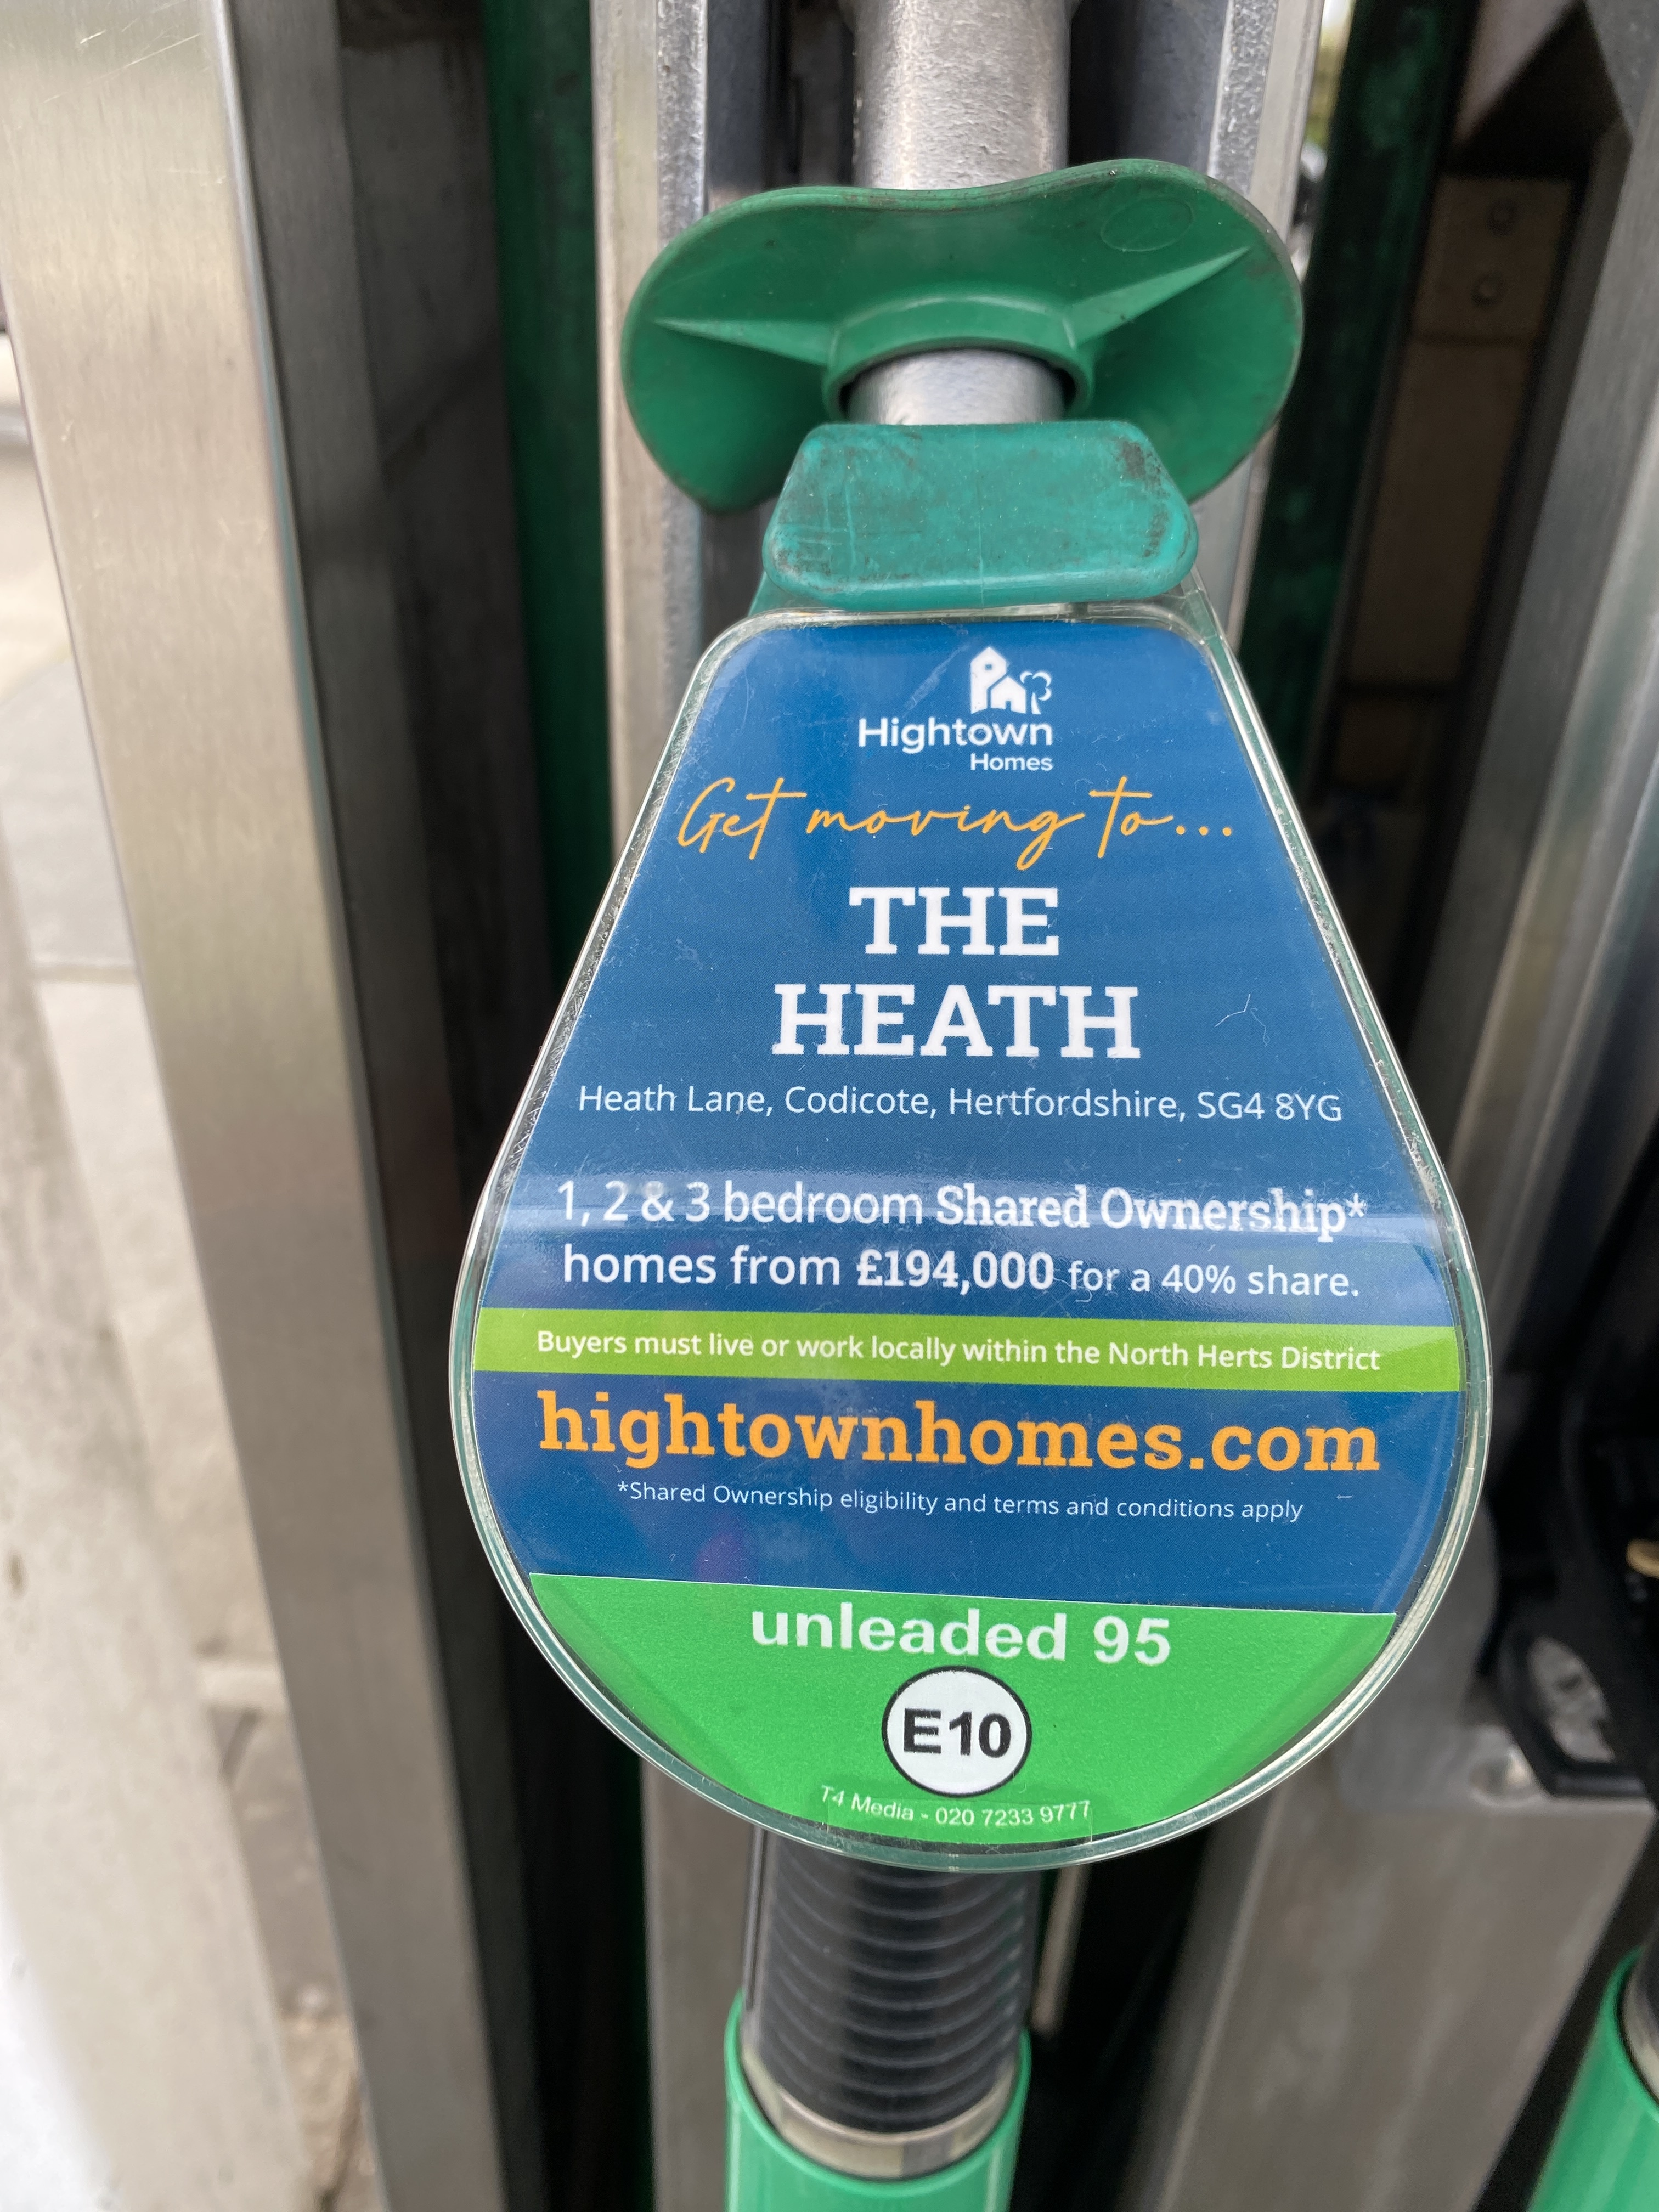 Hightown
Homes
Get moving to...
THE
HEATH
Heath Lane, Codicote, Hertfordshire, SG4 8YG
1, 2 & 3 bedroom Shared Ownership*
homes from £194,000 for a 40% share.
Buyers must live or work locally within the North Herts District
hightownhomes.com
*Shared Ownership eligibility and terms and conditions apply
unleaded 95
E10
T4 Media - 020 7233 9777